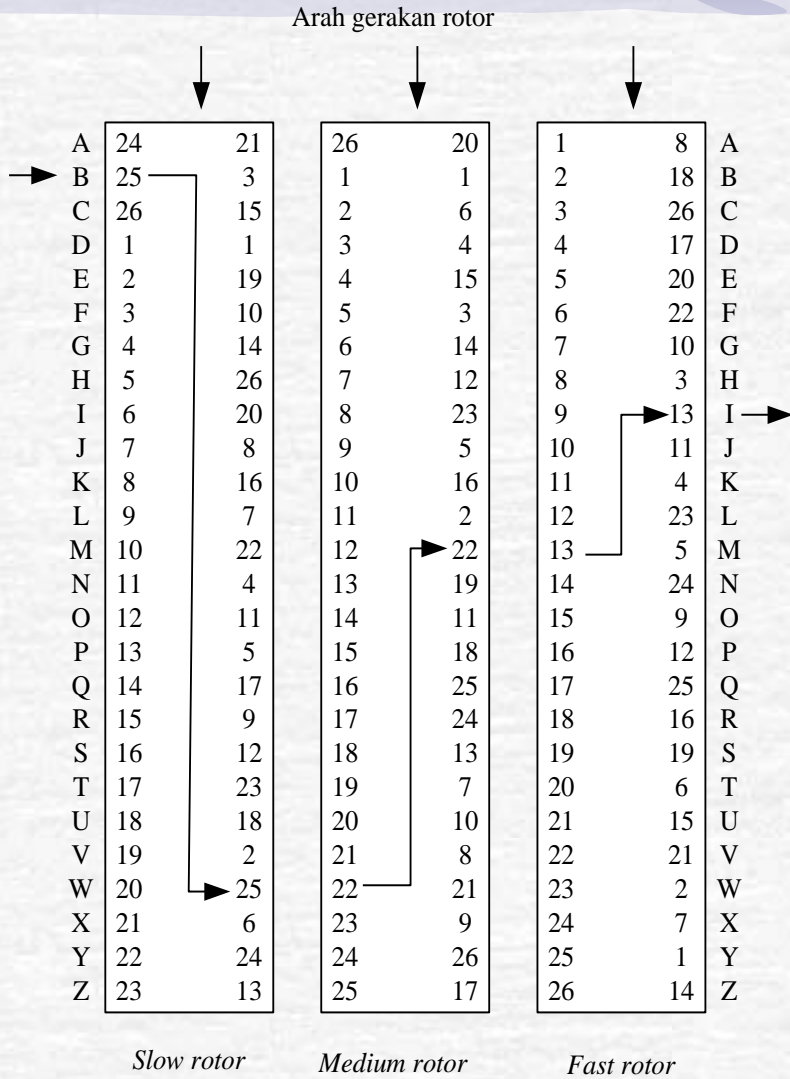 Arah gerakan rotor
A 24 21 26 20 1 8 A
B 25 3 1 1 2 18 B
C 26 15 2 6 3 26 C
D 1 1 3 4 4 17 D
E 2 19 4 15 5 20 E
F 3 10 5 3 6 22 F
G 4 14 6 14 7 10 G
H 5 26 7 12 8 3 H
I 6 20 8 23 9 13 I
J 7 8 9 5 10 11 J
K 8 16 10 16 11 4 K
L 9 7 11 2 12 23 L
M 10 22 12 22 13 5 M
N 11 4 13 19 14 24 N
O 12 11 14 11 15 9 O
P 13 5 15 18 16 12 P
Q 14 17 16 25 17 25 Q
R 15 9 17 24 18 16 R
S 16 12 18 13 19 19 S
T 17 23 19 7 20 6 T
U 18 18 20 10 21 15 U
V 19 2 21 8 22 21 V
W 20 25 22 21 23 2 W
X 21 6 23 9 24 7 X
Y 22 24 24 26 25 1 Y
Z 23 13 25 17 26 14 Z
Slow rotor Medium rotor Fast rotor